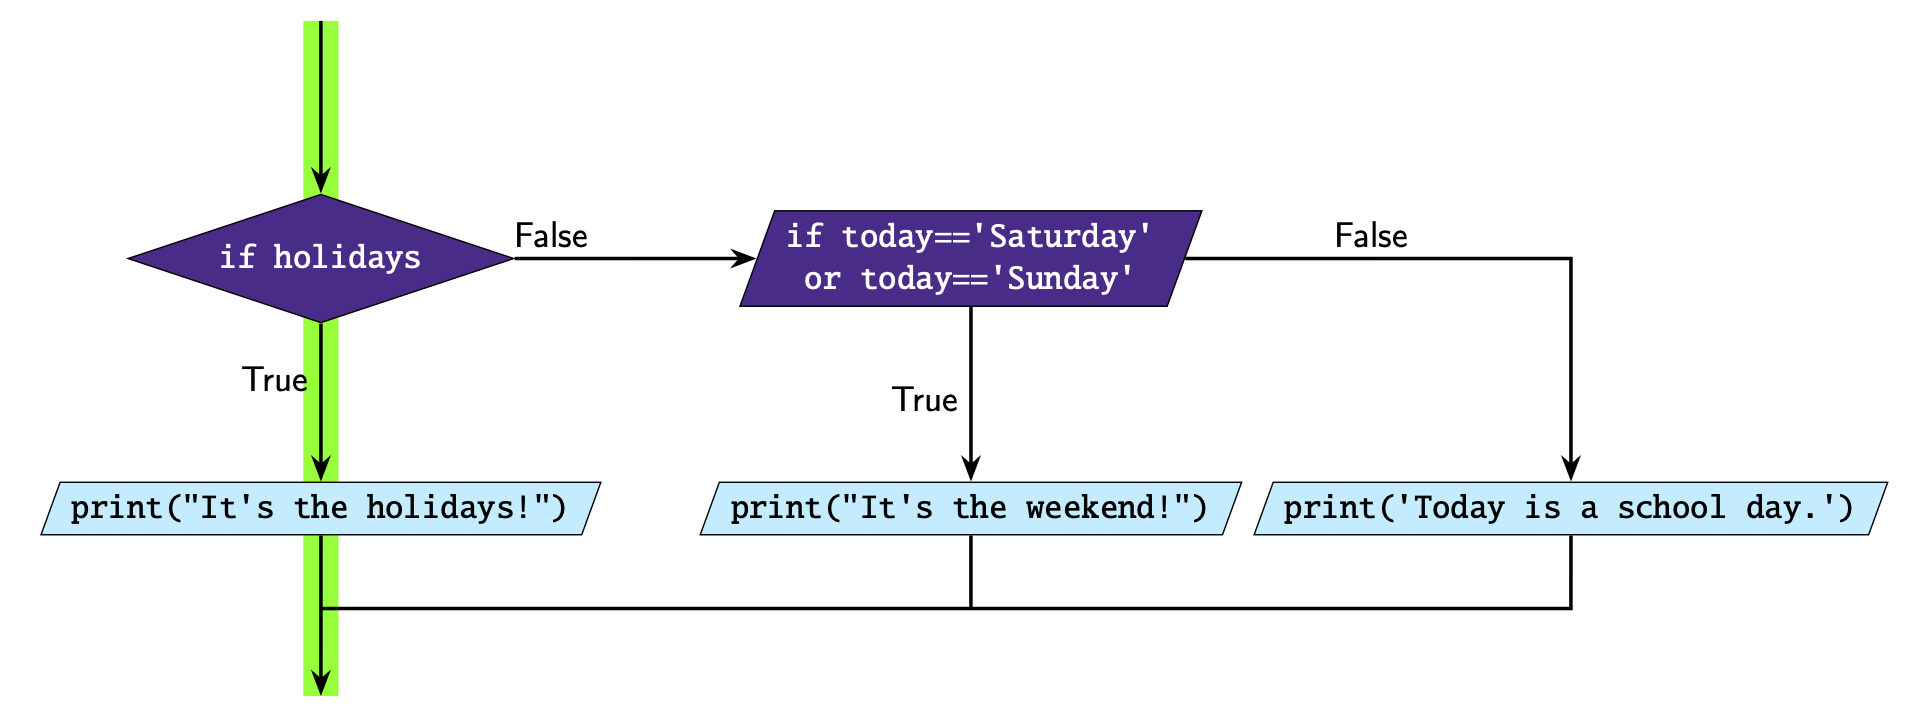 if holidays
False
if today=='Saturday'
or today=='Sunday'
False
True
True
print("It's the holidays!")
print("It's the weekend!")
print('Today is a school day.')